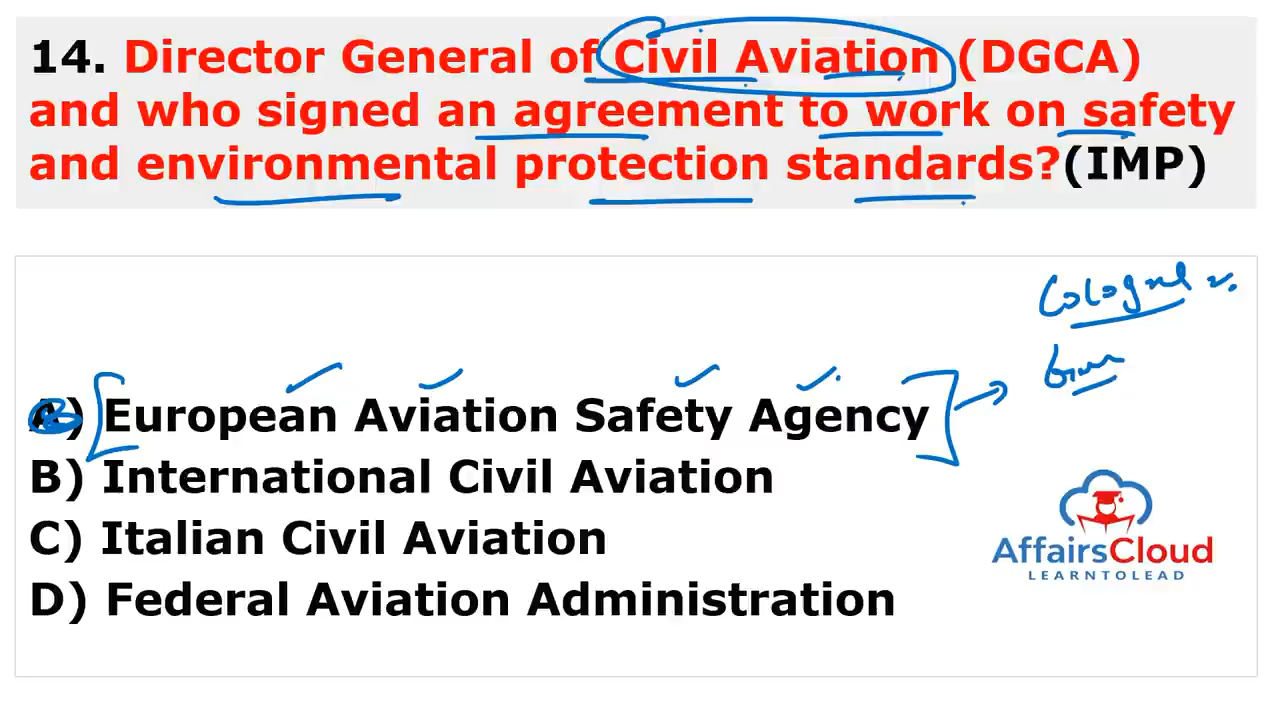 14. Director General of Civil Aviation (DGCA)
and who signed an agreement to work on safety
and environmental protection standards?(IMP)
A) European Aviation Safety Agency
B) International Civil Aviation
C) Italian Civil Aviation
D) Federal Aviation Administration
AffairsCloud
LEARNTOLEAD